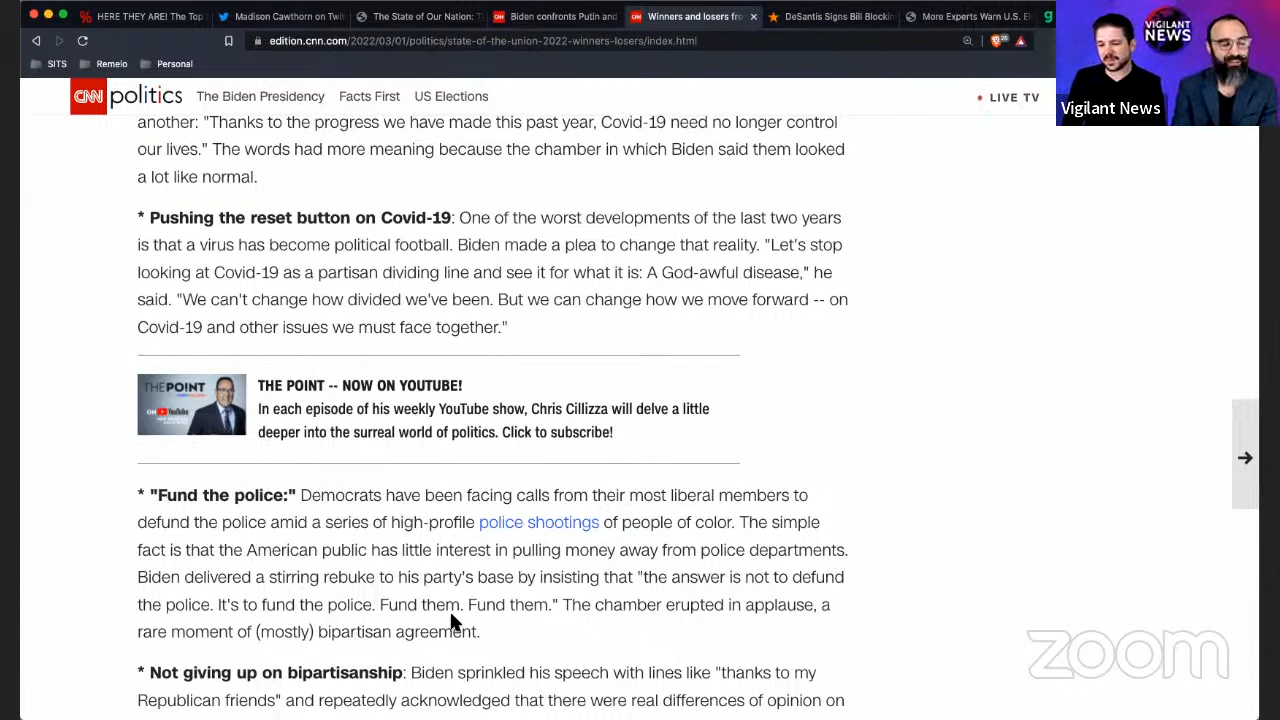 HERE THEY ARE! The Top
Madison Cawthorn on Twit
The State of Our Nation: T
Biden confronts Putin and
Winners and losers fro
DeSantis Signs Bill Blockin
More Experts Warn U.S. E
edition.cnn.com/2022/03/01/politics/state-of-the-union-2022-winners-losers/index.html
SITS
Remeio
Personal
VIGILANT
NEWS
Vigilant News
CNN politics
The Biden Presidency
Facts First
US Elections
LIVE TV
another: "Thanks to the progress we have made this past year, Covid-19 need no longer control
our lives." The words had more meaning because the chamber in which Biden said them looked
a lot like normal.
* Pushing the reset button on Covid-19: One of the worst developments of the last two years
is that a virus has become political football. Biden made a plea to change that reality. "Let's stop
looking at Covid-19 as a partisan dividing line and see it for what it is: A God-awful disease," he
said. "We can't change how divided we've been. But we can change how we move forward -- on
Covid-19 and other issues we must face together."
THE POINT
ON YouTube
THE POINT -- NOW ON YOUTUBE!
In each episode of his weekly YouTube show, Chris Cillizza will delve a little
deeper into the surreal world of politics. Click to subscribe!
* "Fund the police:" Democrats have been facing calls from their most liberal members to
defund the police amid a series of high-profile police shootings of people of color. The simple
fact is that the American public has little interest in pulling money away from police departments.
Biden delivered a stirring rebuke to his party's base by insisting that "the answer is not to defund
the police. It's to fund the police. Fund them. Fund them." The chamber erupted in applause, a
rare moment of (mostly) bipartisan agreement.
* Not giving up on bipartisanship: Biden sprinkled his speech with lines like "thanks to my
Republican friends" and repeatedly acknowledged that there were real differences of opinion on
zoom